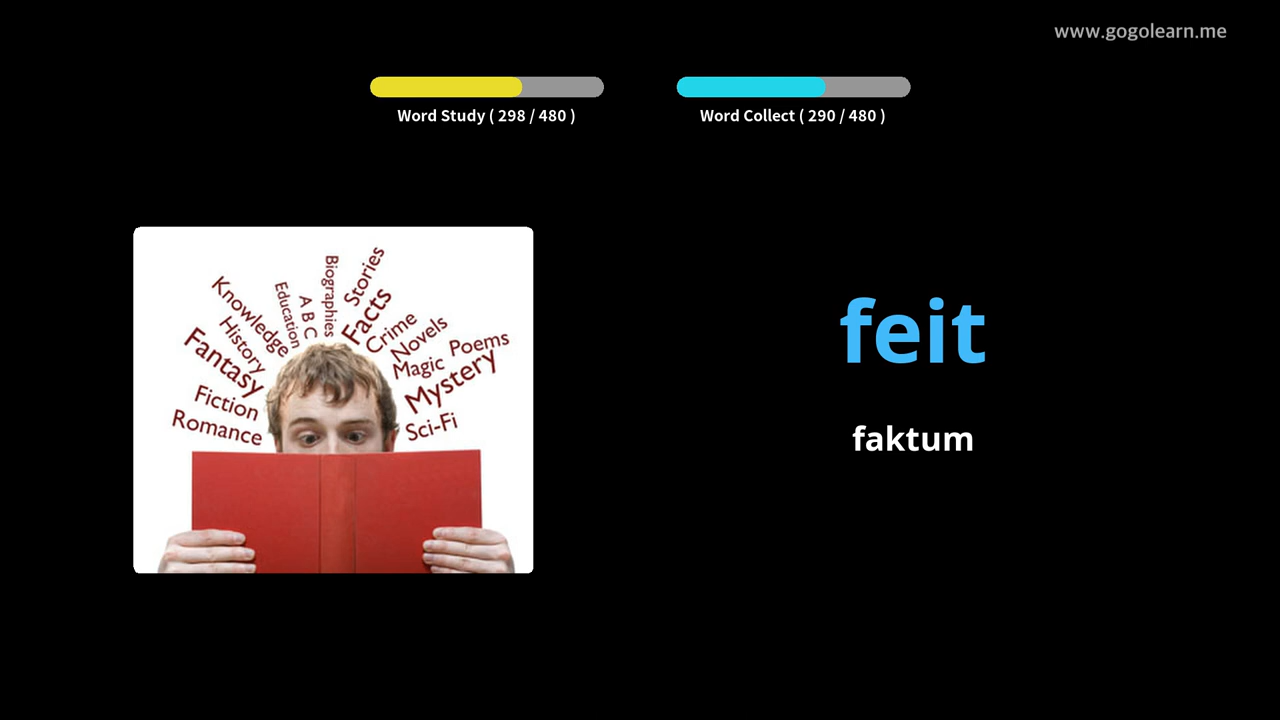 www.gogolearn.me
Word Study ( 298 / 480 )
Word Collect ( 290 / 480 )
Biographies
Stories
Education
A B C
Facts
Knowledge
Crime
History
Novels
Fantasy
Magic
Poems
Mystery
Fiction
Romance
Sci-Fi
feit
faktum